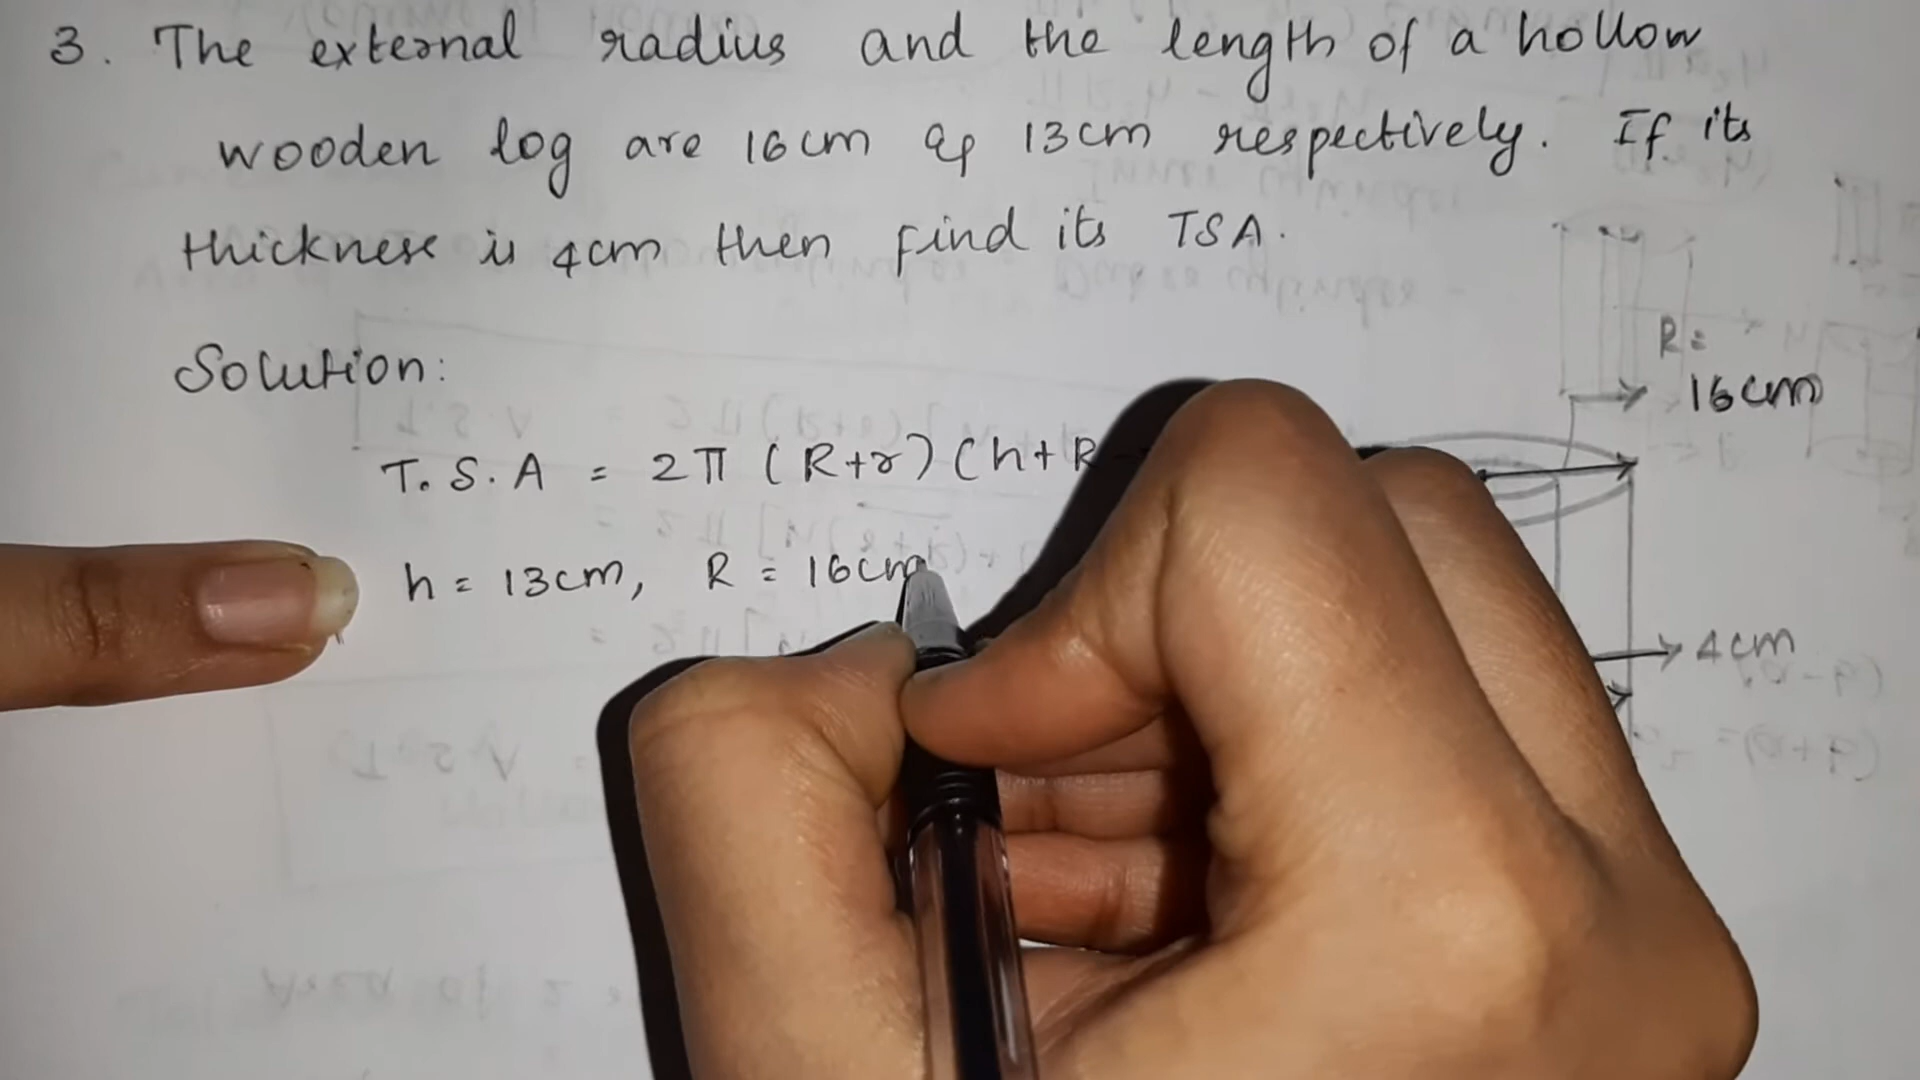 3. The external radius and the length of a hollow
wooden log are 16cm & 13cm respectively. If its
thickness is 4cm then find its TSA.
R =
16cm
Solution:
T.S.A = 2π (R+r) (h+R
h = 13cm, R = 16cm
4cm